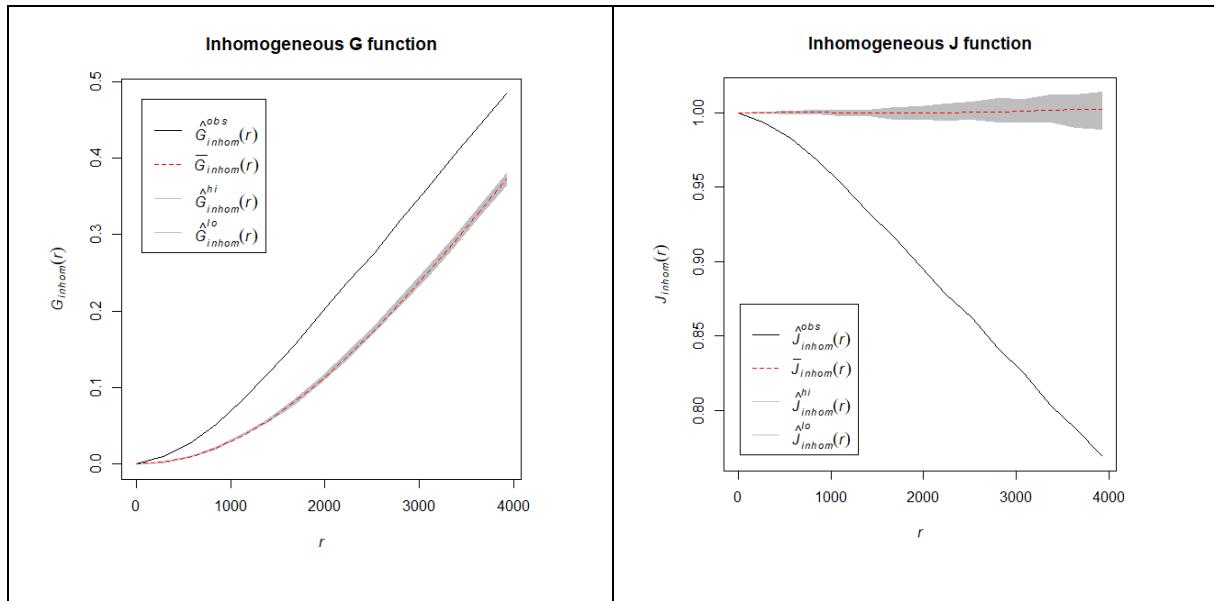 Inhomogeneous G function
G_inhom(r)
0.5
0.4
0.3
0.2
0.1
0.0
Ĝ^obs_inhom(r)
G̅_inhom(r)
Ĝ^hi_inhom(r)
Ĝ^lo_inhom(r)
0 1000 2000 3000 4000
r
Inhomogeneous J function
J_inhom(r)
1.00
0.95
0.90
0.85
0.80
Ĵ^obs_inhom(r)
J̅_inhom(r)
Ĵ^hi_inhom(r)
Ĵ^lo_inhom(r)
0 1000 2000 3000 4000
r